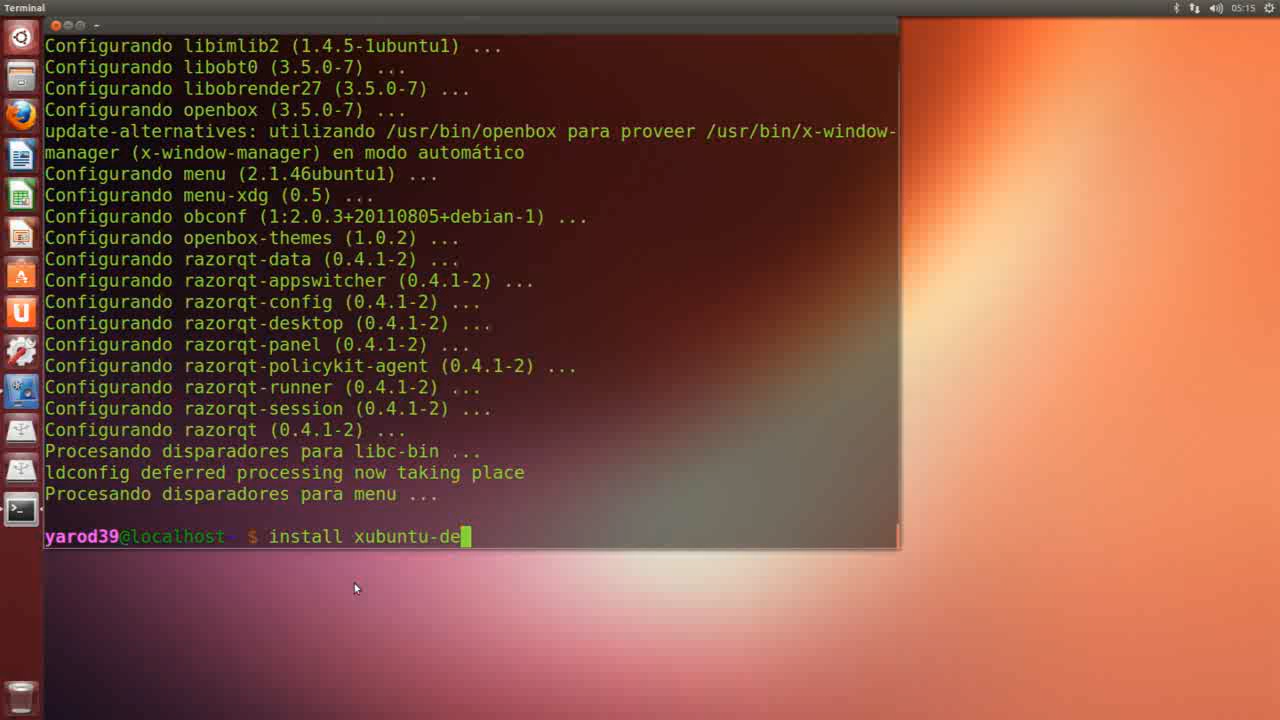 Terminal
05:15
Configurando libimlib2 (1.4.5-1ubuntu1) ...
Configurando libobt0 (3.5.0-7) ...
Configurando libobrender27 (3.5.0-7) ...
Configurando openbox (3.5.0-7) ...
update-alternatives: utilizando /usr/bin/openbox para proveer /usr/bin/x-window-
manager (x-window-manager) en modo automático
Configurando menu (2.1.46ubuntu1) ...
Configurando menu-xdg (0.5) ...
Configurando obconf (1:2.0.3+20110805+debian-1) ...
Configurando openbox-themes (1.0.2) ...
Configurando razorqt-data (0.4.1-2) ...
Configurando razorqt-appswitcher (0.4.1-2) ...
Configurando razorqt-config (0.4.1-2) ...
Configurando razorqt-desktop (0.4.1-2) ...
Configurando razorqt-panel (0.4.1-2) ...
Configurando razorqt-policykit-agent (0.4.1-2) ...
Configurando razorqt-runner (0.4.1-2) ...
Configurando razorqt-session (0.4.1-2) ...
Configurando razorqt (0.4.1-2) ...
Procesando disparadores para libc-bin ...
ldconfig deferred processing now taking place
Procesando disparadores para menu ...
yarod39@localhost~ $ install xubuntu-de